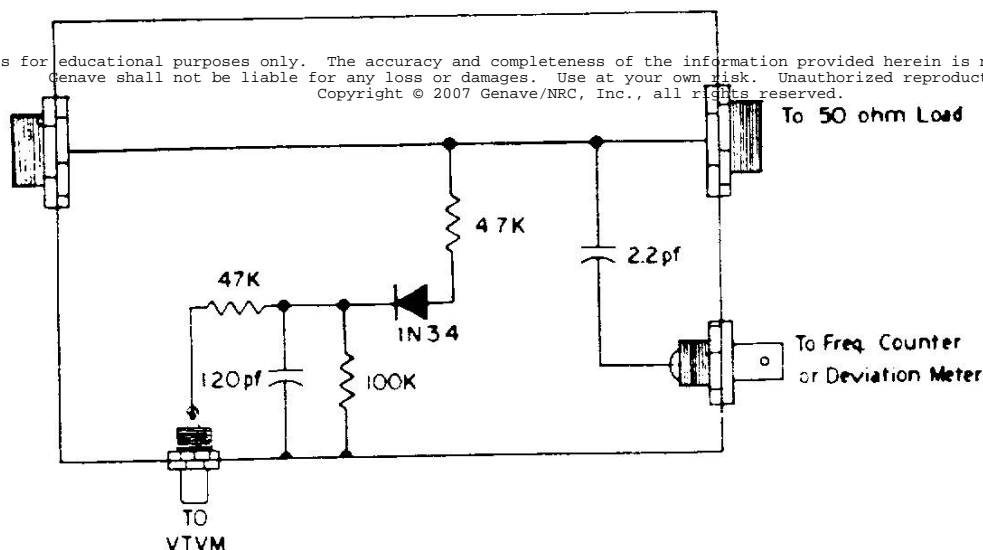 s for educational purposes only. The accuracy and completeness of the information provided herein is
Genave shall not be liable for any loss or damages. Use at your own risk. Unauthorized reproduct
Copyright © 2007 Genave/NRC, Inc., all rights reserved.
To 50 ohm Load
47K
2.2pf
47K
1N34
120pf
100K
To Freq. Counter
or Deviation Meter
TO
VTVM